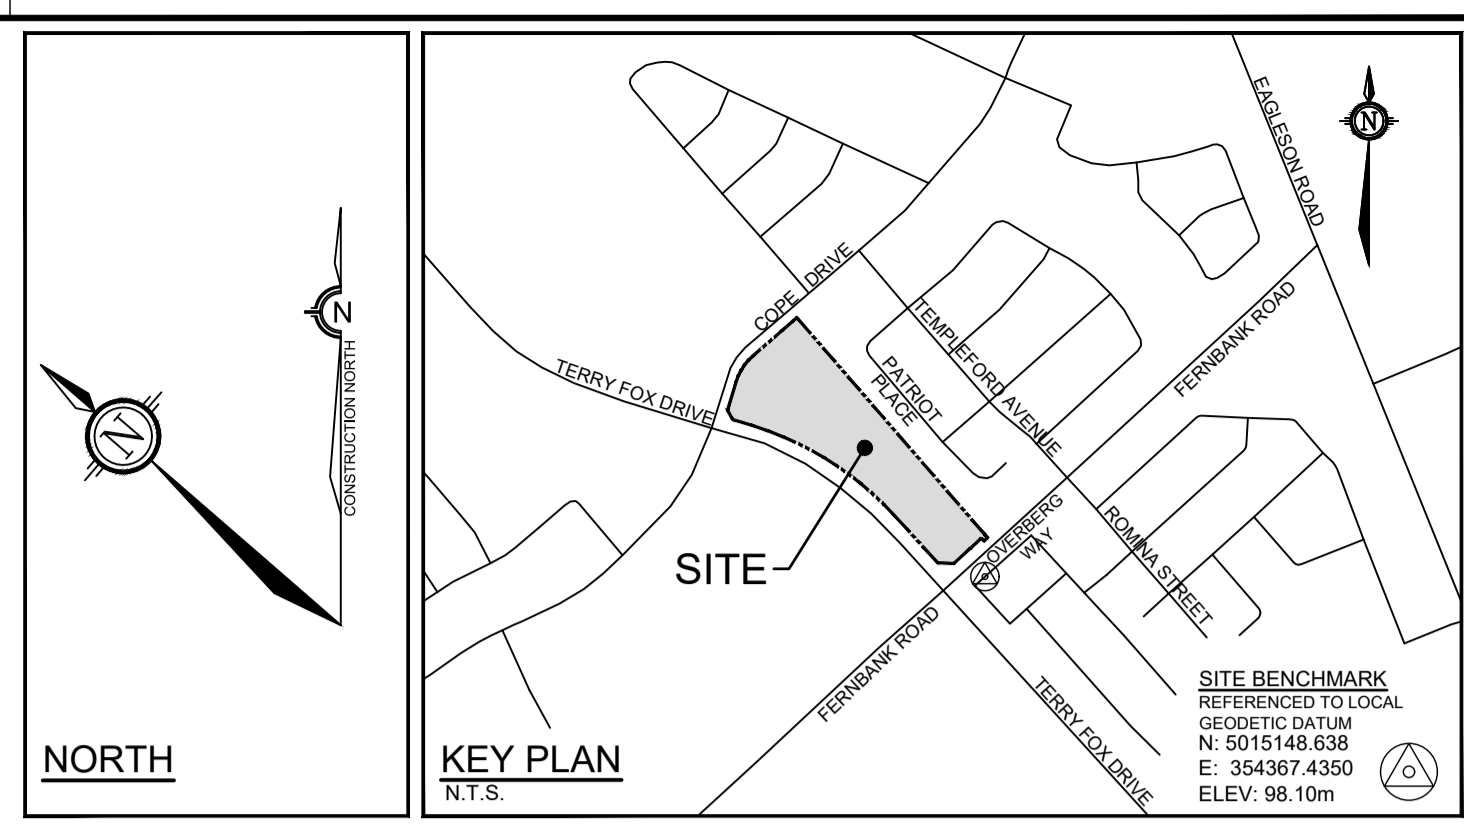 N
N
CONSTRUCTION NORTH
NORTH
N
EAGLESON ROAD
COPE DRIVE
TERRY FOX DRIVE
TEMPLEFORD AVENUE
PATRIOT
PLACE
FERNBANK ROAD
SITE
OVERBERG
WAY
ROMINA STREET
FERNBANK ROAD
TERRY FOX DRIVE
KEY PLAN
N.T.S.
SITE BENCHMARK
REFERENCED TO LOCAL
GEODETIC DATUM
N: 5015148.638
E: 354367.4350
ELEV: 98.10m